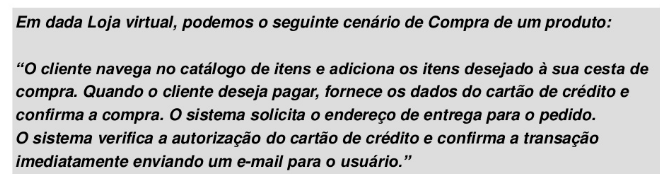 Em dada Loja virtual, podemos o seguinte cenário de Compra de um produto:
“O cliente navega no catálogo de itens e adiciona os itens desejado à sua cesta de
compra. Quando o cliente deseja pagar, fornece os dados do cartão de crédito e
confirma a compra. O sistema solicita o endereço de entrega para o pedido.
O sistema verifica a autorização do cartão de crédito e confirma a transação
imediatamente enviando um e-mail para o usuário.”